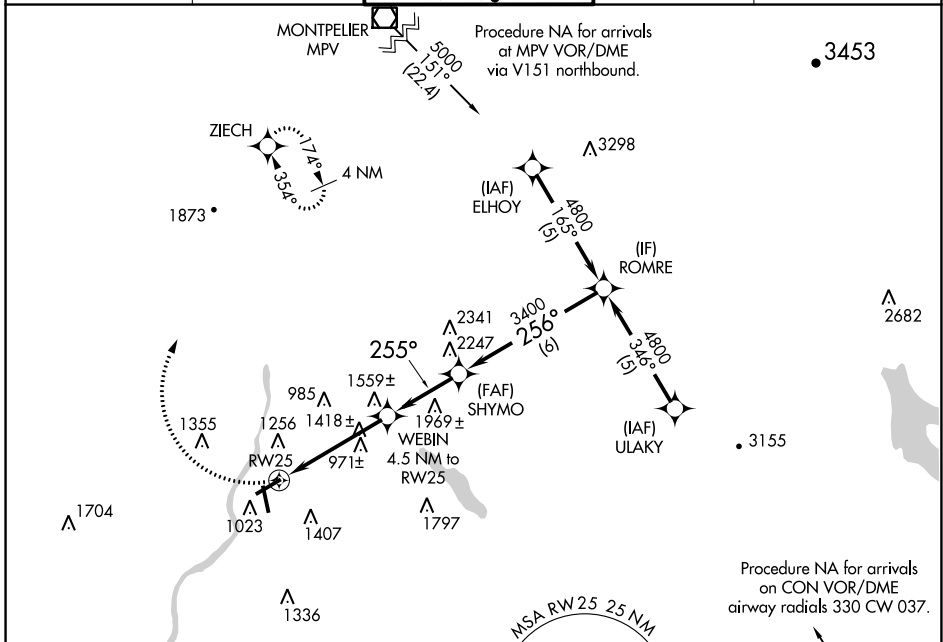 MONTPELIER
MPV
5000
151°
(22.4)
Procedure NA for arrivals
at MPV VOR/DME
via V151 northbound.
3453
ZIECH
174°
354°
4 NM
3298
(IAF)
ELHOY
1873
4800
165°
(5)
(IF)
ROMRE
2682
3400
256°
(6)
2341
2247
255°
4800
346°
(5)
(FAF)
SHYMO
1559±
985
1418±
1969±
(IAF)
ULAKY
3155
1355
1256
971±
WEBIN
4.5 NM to
RW25
RW25
1704
1023
1407
1797
1336
Procedure NA for arrivals
on CON VOR/DME
airway radials 330 CW 037.
MSA RW25 25 NM